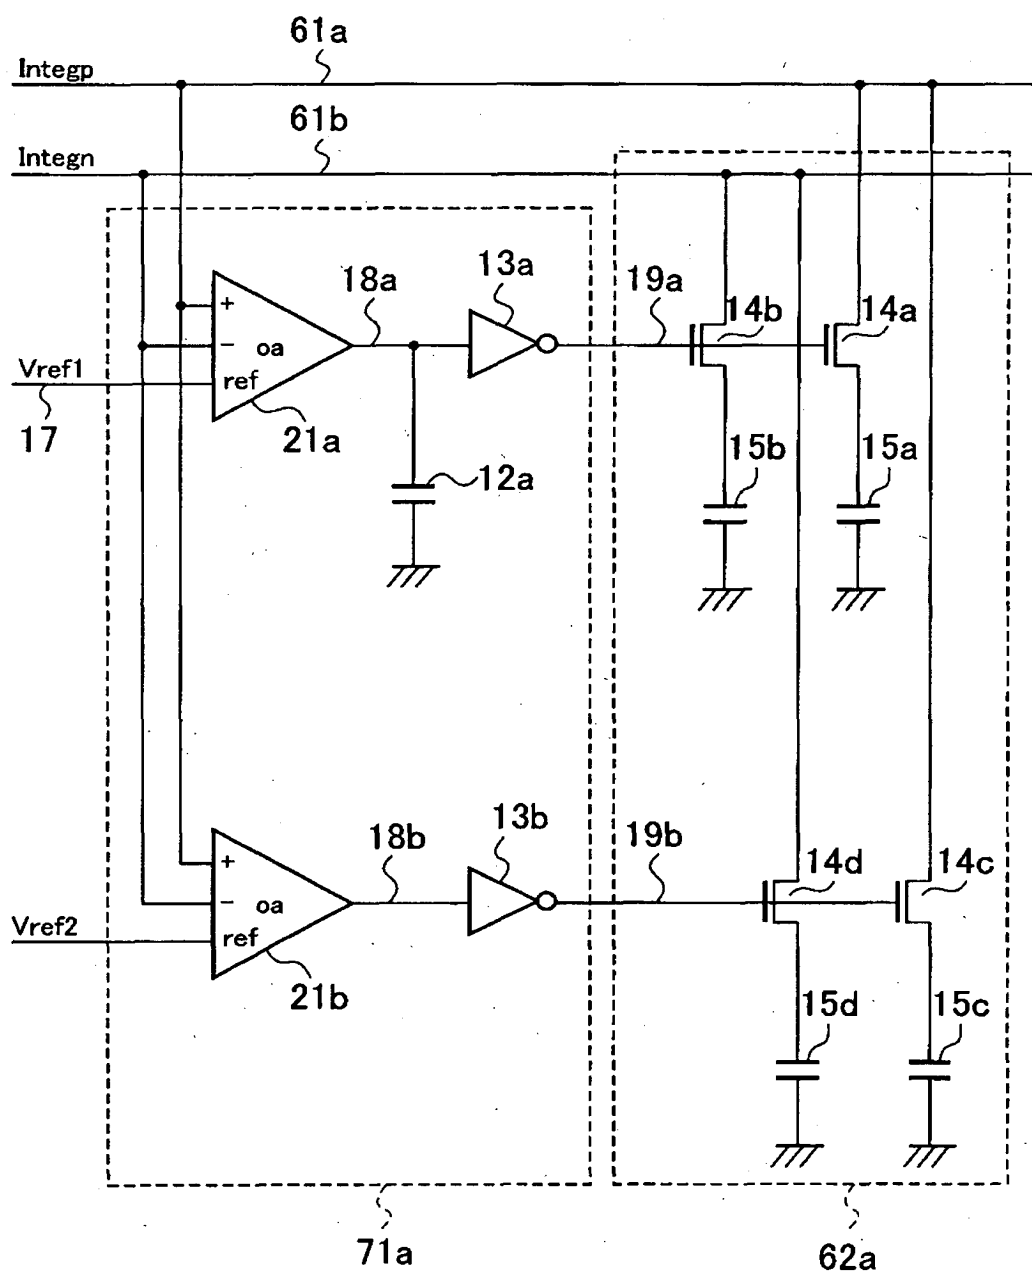 61a
Integp
61b
Integn
18a
13a
19a
14b
14a
+
−
oa
ref
Vref1
17
21a
12a
15b
15a
18b
13b
19b
14d
14c
+
−
oa
ref
Vref2
21b
15d
15c
71a
62a